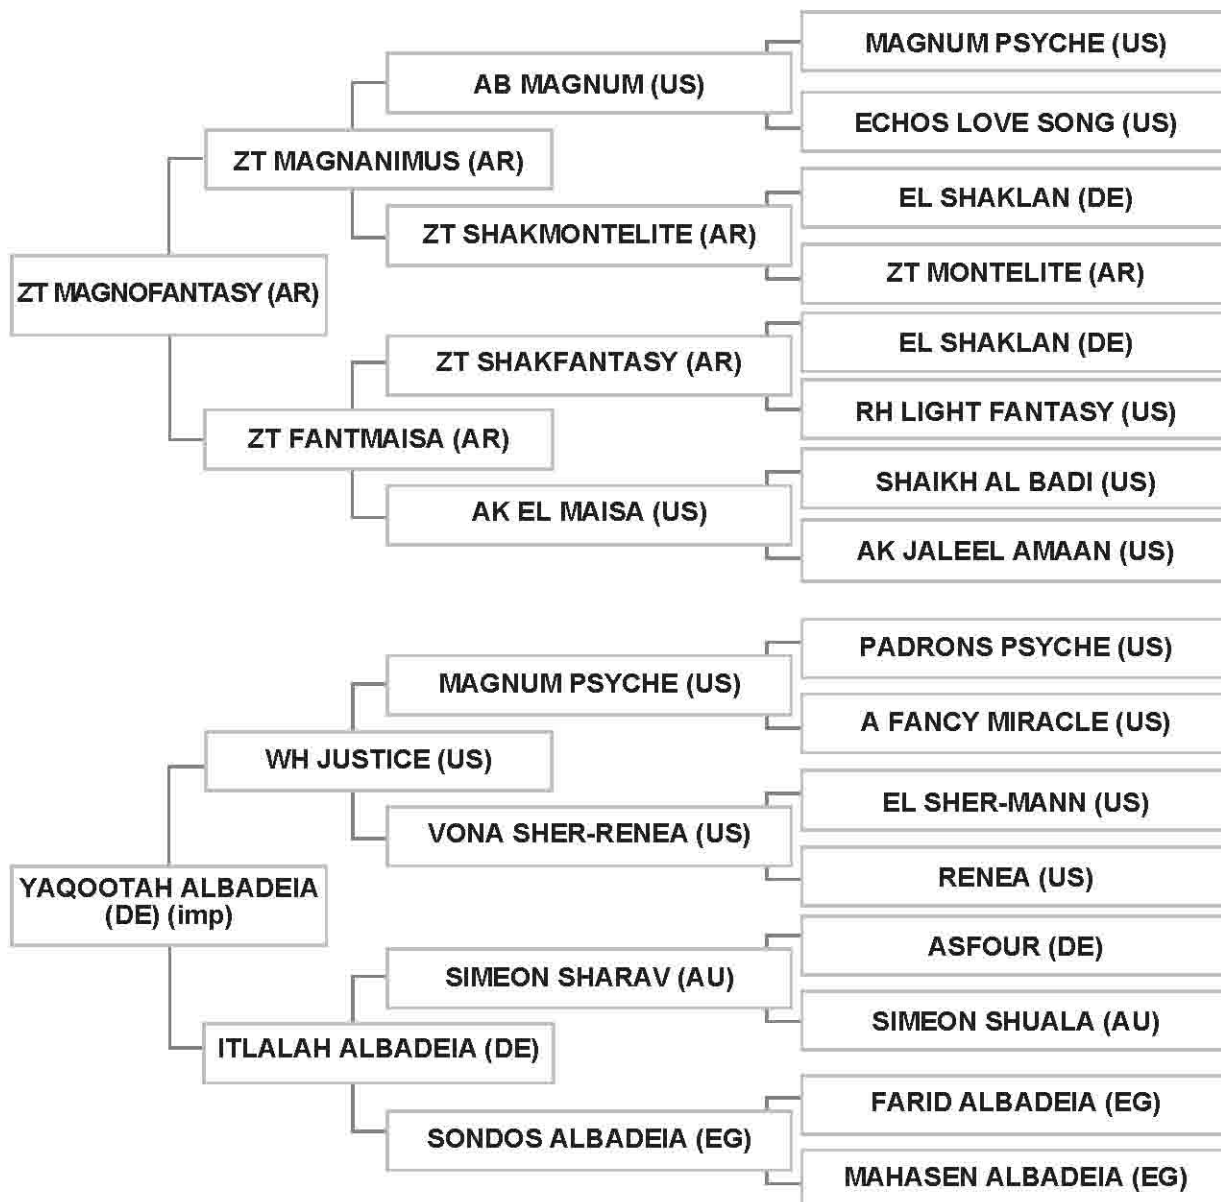 MAGNUM PSYCHE (US)
AB MAGNUM (US)
ECHOS LOVE SONG (US)
ZT MAGNANIMUS (AR)
EL SHAKLAN (DE)
ZT SHAKMONTELITE (AR)
ZT MONTELITE (AR)
ZT MAGNOFANTASY (AR)
EL SHAKLAN (DE)
ZT SHAKFANTASY (AR)
RH LIGHT FANTASY (US)
ZT FANTMAISA (AR)
SHAIKH AL BADI (US)
AK EL MAISA (US)
AK JALEEL AMAAN (US)
PADRONS PSYCHE (US)
MAGNUM PSYCHE (US)
A FANCY MIRACLE (US)
WH JUSTICE (US)
EL SHER-MANN (US)
VONA SHER-RENEA (US)
RENEA (US)
YAQOOTAH ALBADEIA
(DE) (imp)
ASFOUR (DE)
SIMEON SHARAV (AU)
SIMEON SHUALA (AU)
ITLALAH ALBADEIA (DE)
FARID ALBADEIA (EG)
SONDOS ALBADEIA (EG)
MAHASEN ALBADEIA (EG)